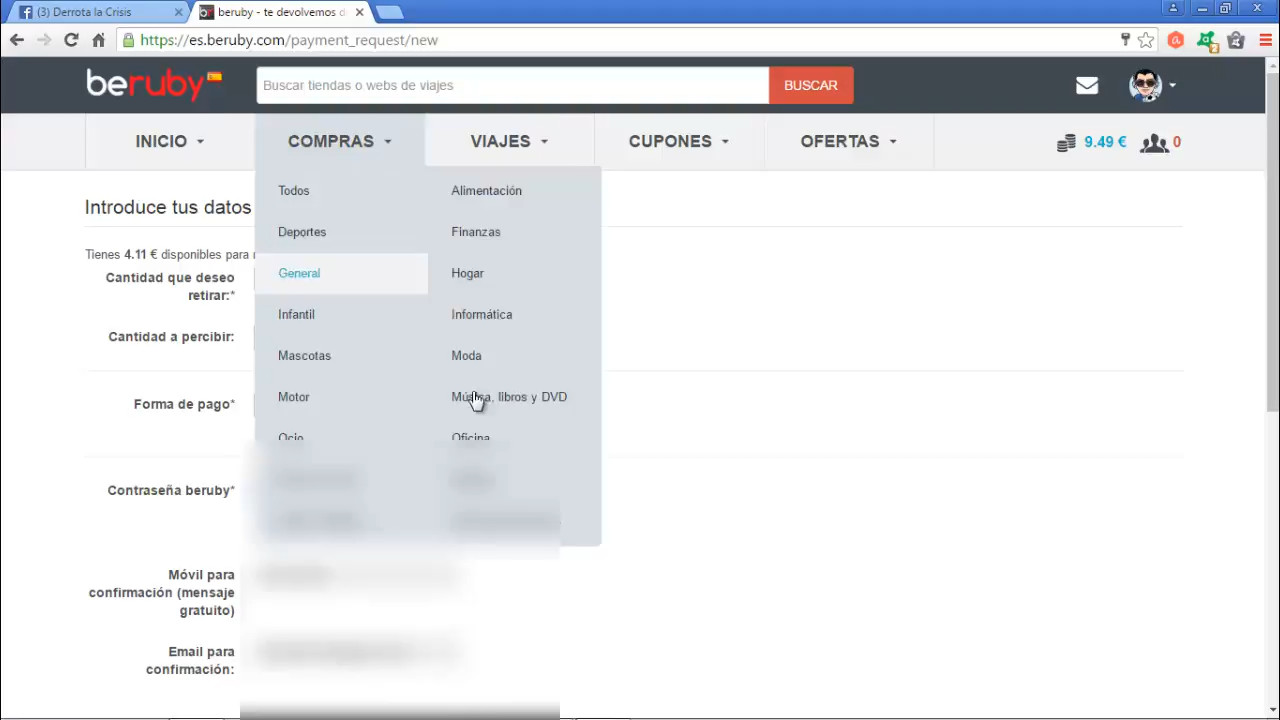 (3) Derrota la Crisis
beruby - te devolvemos d
https://es.beruby.com/payment_request/new
beruby
Buscar tiendas o webs de viajes
BUSCAR
INICIO
COMPRAS
VIAJES
CUPONES
OFERTAS
9.49 €
0
Todos
Alimentación
Introduce tus datos
Deportes
Finanzas
Tienes 4.11 € disponibles para
Cantidad que deseo
retirar:*
General
Hogar
Infantil
Informática
Cantidad a percibir:
Mascotas
Moda
Forma de pago*
Motor
Música, libros y DVD
Ocio
Oficina
Contraseña beruby*
Móvil para
confirmación (mensaje
gratuito)
Email para
confirmación: